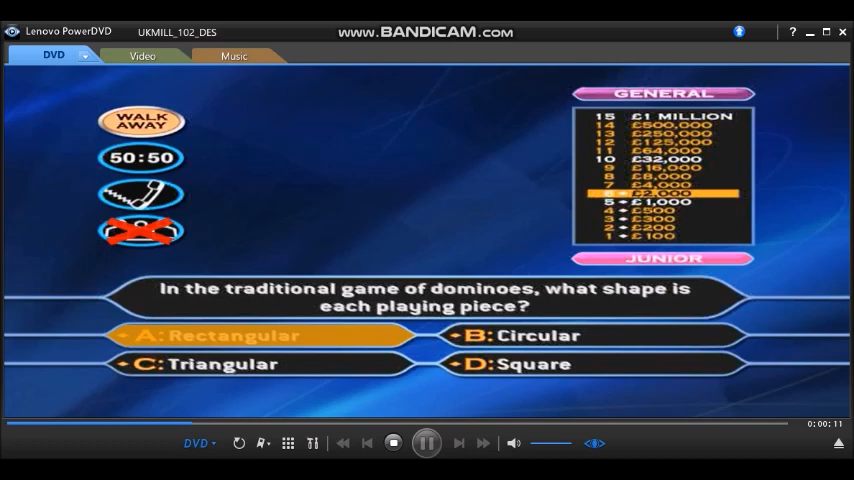 Lenovo PowerDVD
UKMILL_102_DES
www.BANDICAM.com
?
DVD
Video
Music
WALK
AWAY
50:50
GENERAL
15 £1 MILLION
14 £500,000
13 £250,000
12 £125,000
11 £64,000
10 £32,000
9 £16,000
8 £8,000
7 £4,000
6 £2,000
5 £1,000
4 £500
3 £300
2 £200
1 £100
JUNIOR
In the traditional game of dominoes, what shape is
each playing piece?
A: Rectangular
B: Circular
C: Triangular
D: Square
0:00:11
DVD